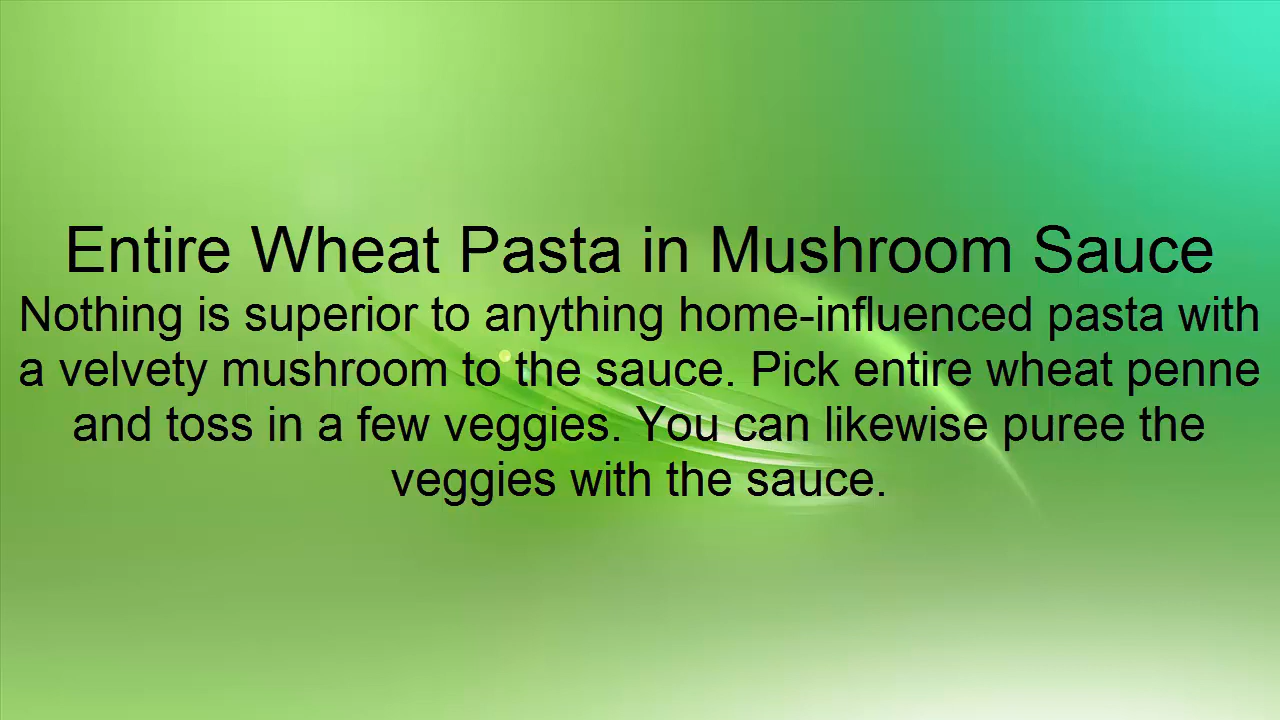 Entire Wheat Pasta in Mushroom Sauce
Nothing is superior to anything home-influenced pasta with
a velvety mushroom to the sauce. Pick entire wheat penne
and toss in a few veggies. You can likewise puree the
veggies with the sauce.